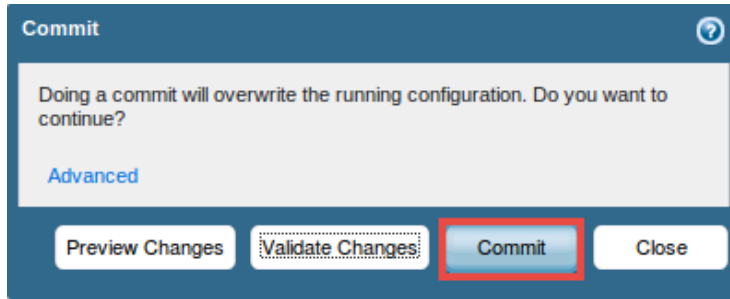 Commit
?
Doing a commit will overwrite the running configuration. Do you want to
continue?
Advanced
Preview Changes Validate Changes Commit Close